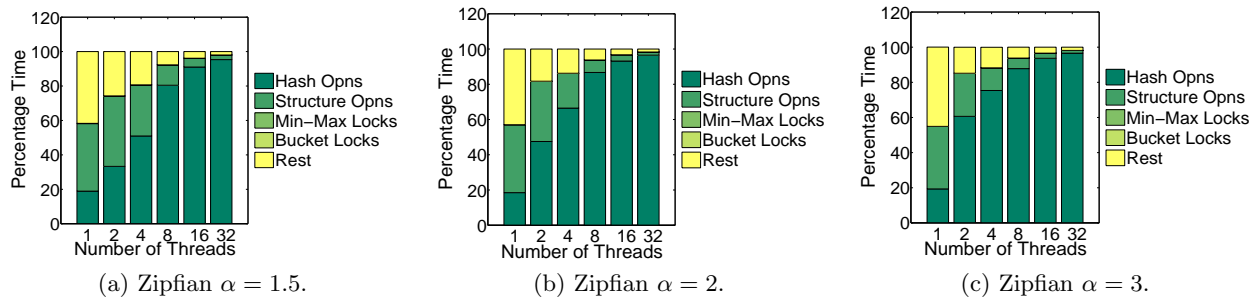 120
100
80
60
40
20
0
Percentage Time
1 2 4 8 16 32
Number of Threads
Hash Opns
Structure Opns
Min-Max Locks
Bucket Locks
Rest
(a) Zipfian α = 1.5.
120
100
80
60
40
20
0
Percentage Time
1 2 4 8 16 32
Number of Threads
Hash Opns
Structure Opns
Min-Max Locks
Bucket Locks
Rest
(b) Zipfian α = 2.
120
100
80
60
40
20
0
Percentage Time
1 2 4 8 16 32
Number of Threads
Hash Opns
Structure Opns
Min-Max Locks
Bucket Locks
Rest
(c) Zipfian α = 3.